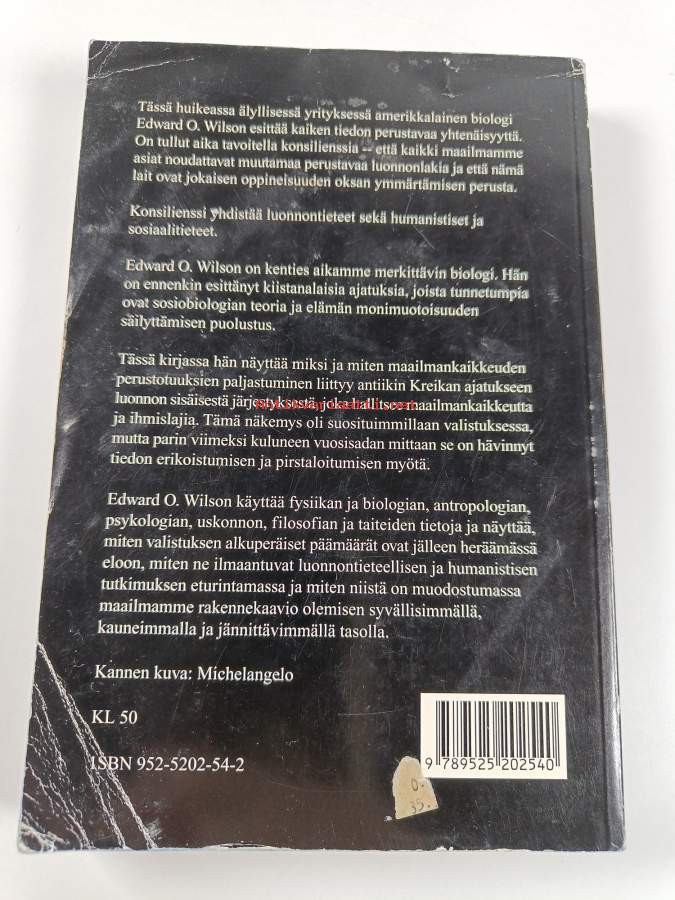 Tässä huikeassa älyllisessä yrityksessä amerikkalainen biologi
Edward O. Wilson esittää kaiken tiedon perustavaa yhtenäisyyttä.
On tullut aika tavoitella konsilienssia – että kaikki maailmamme
asiat noudattavat muutamaa perustavaa luonnonlakia ja että nämä
lait ovat jokaisen oppineisuuden oksan ymmärtämisen perusta.
Konsilienssi yhdistää luonnontieteet sekä humanistiset ja
sosiaalitieteet.
Edward O. Wilson on kenties aikamme merkittävin biologi. Hän
on ennenkin esittänyt kiistanalaisia ajatuksia, joista tunnetumpia
ovat sosiobiologian teoria ja elämän monimuotoisuuden
säilyttämisen puolustus.
Tässä kirjassa hän näyttää miksi ja miten maailmankaikkeuden
perustotuuksien paljastuminen liittyy antiikin Kreikan ajatukseen
luonnon sisäisestä järjestyksestä, joka hallitsee maailmankaikkeutta
ja ihmislajia. Tämä näkemys oli suosituimmillaan valistuksessa,
mutta parin viimeksi kuluneen vuosisadan mittaan se on hävinnyt
tiedon erikoistumisen ja pirstaloitumisen myötä.
Edward O. Wilson käyttää fysiikan ja biologian, antropologian,
psykologian, uskonnon, filosofian ja taiteiden tietoja ja näyttää,
miten valistuksen alkuperäiset päämäärät ovat jälleen heräämässä
eloon, miten ne ilmaantuvat luonnontieteellisen ja humanistisen
tutkimuksen eturintamassa ja miten niistä on muodostumassa
maailmamme rakennekaavio olemisen syvällisimmällä,
kauneimmalla ja jännittävimmällä tasolla.
Kannen kuva: Michelangelo
KL 50
ISBN 952-5202-54-2
9 789525 202540
0.
35.